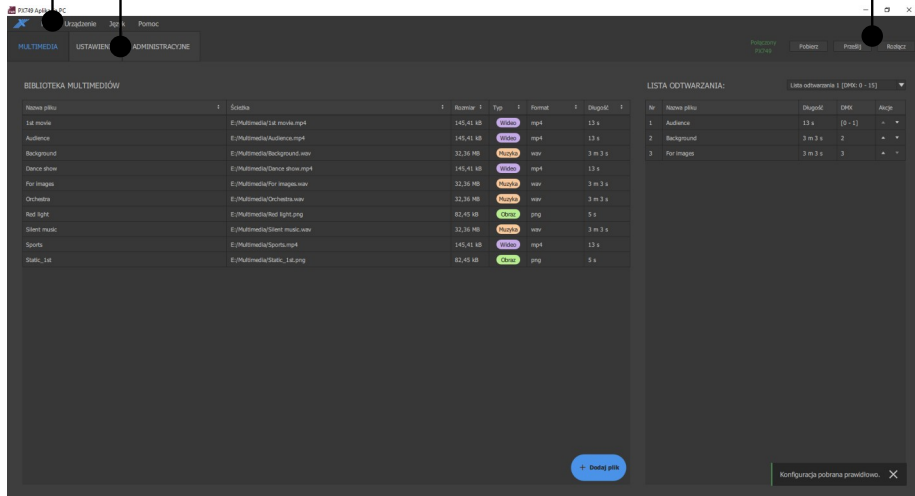 PX749 Aplikacja PC
Urządzenie Język Pomoc
MULTIMEDIA USTAWIENIA ADMINISTRACYJNE
Połączony
PX749
Pobierz Prześlij Rozłącz
BIBLIOTEKA MULTIMEDIÓW
Nazwa pliku Ścieżka Rozmiar Typ Format Długość
1st movie E:/Multimedia/1st movie.mp4 145,41 kB Wideo mp4 13 s
Audience E:/Multimedia/Audience.mp4 145,41 kB Wideo mp4 13 s
Background E:/Multimedia/Background.wav 32,36 MB Muzyka wav 3 m 3 s
Dance show E:/Multimedia/Dance show.mp4 145,41 kB Wideo mp4 13 s
For images E:/Multimedia/For images.wav 32,36 MB Muzyka wav 3 m 3 s
Orchestra E:/Multimedia/Orchestra.wav 32,36 MB Muzyka wav 3 m 3 s
Red light E:/Multimedia/Red light.png 82,45 kB Obraz png 5 s
Silent music E:/Multimedia/Silent music.wav 32,36 MB Muzyka wav 3 m 3 s
Sports E:/Multimedia/Sports.mp4 145,41 kB Wideo mp4 13 s
Static_1st E:/Multimedia/Static_1st.png 82,45 kB Obraz png 5 s
+ Dodaj plik
LISTA ODTWARZANIA: Lista odtwarzania 1 [DMX: 0 - 15]
Nr Nazwa pliku Długość DMX Akcje
1 Audience 13 s [0 - 1]
2 Background 3 m 3 s 2
3 For images 3 m 3 s 3
Konfiguracja pobrana prawidłowo.